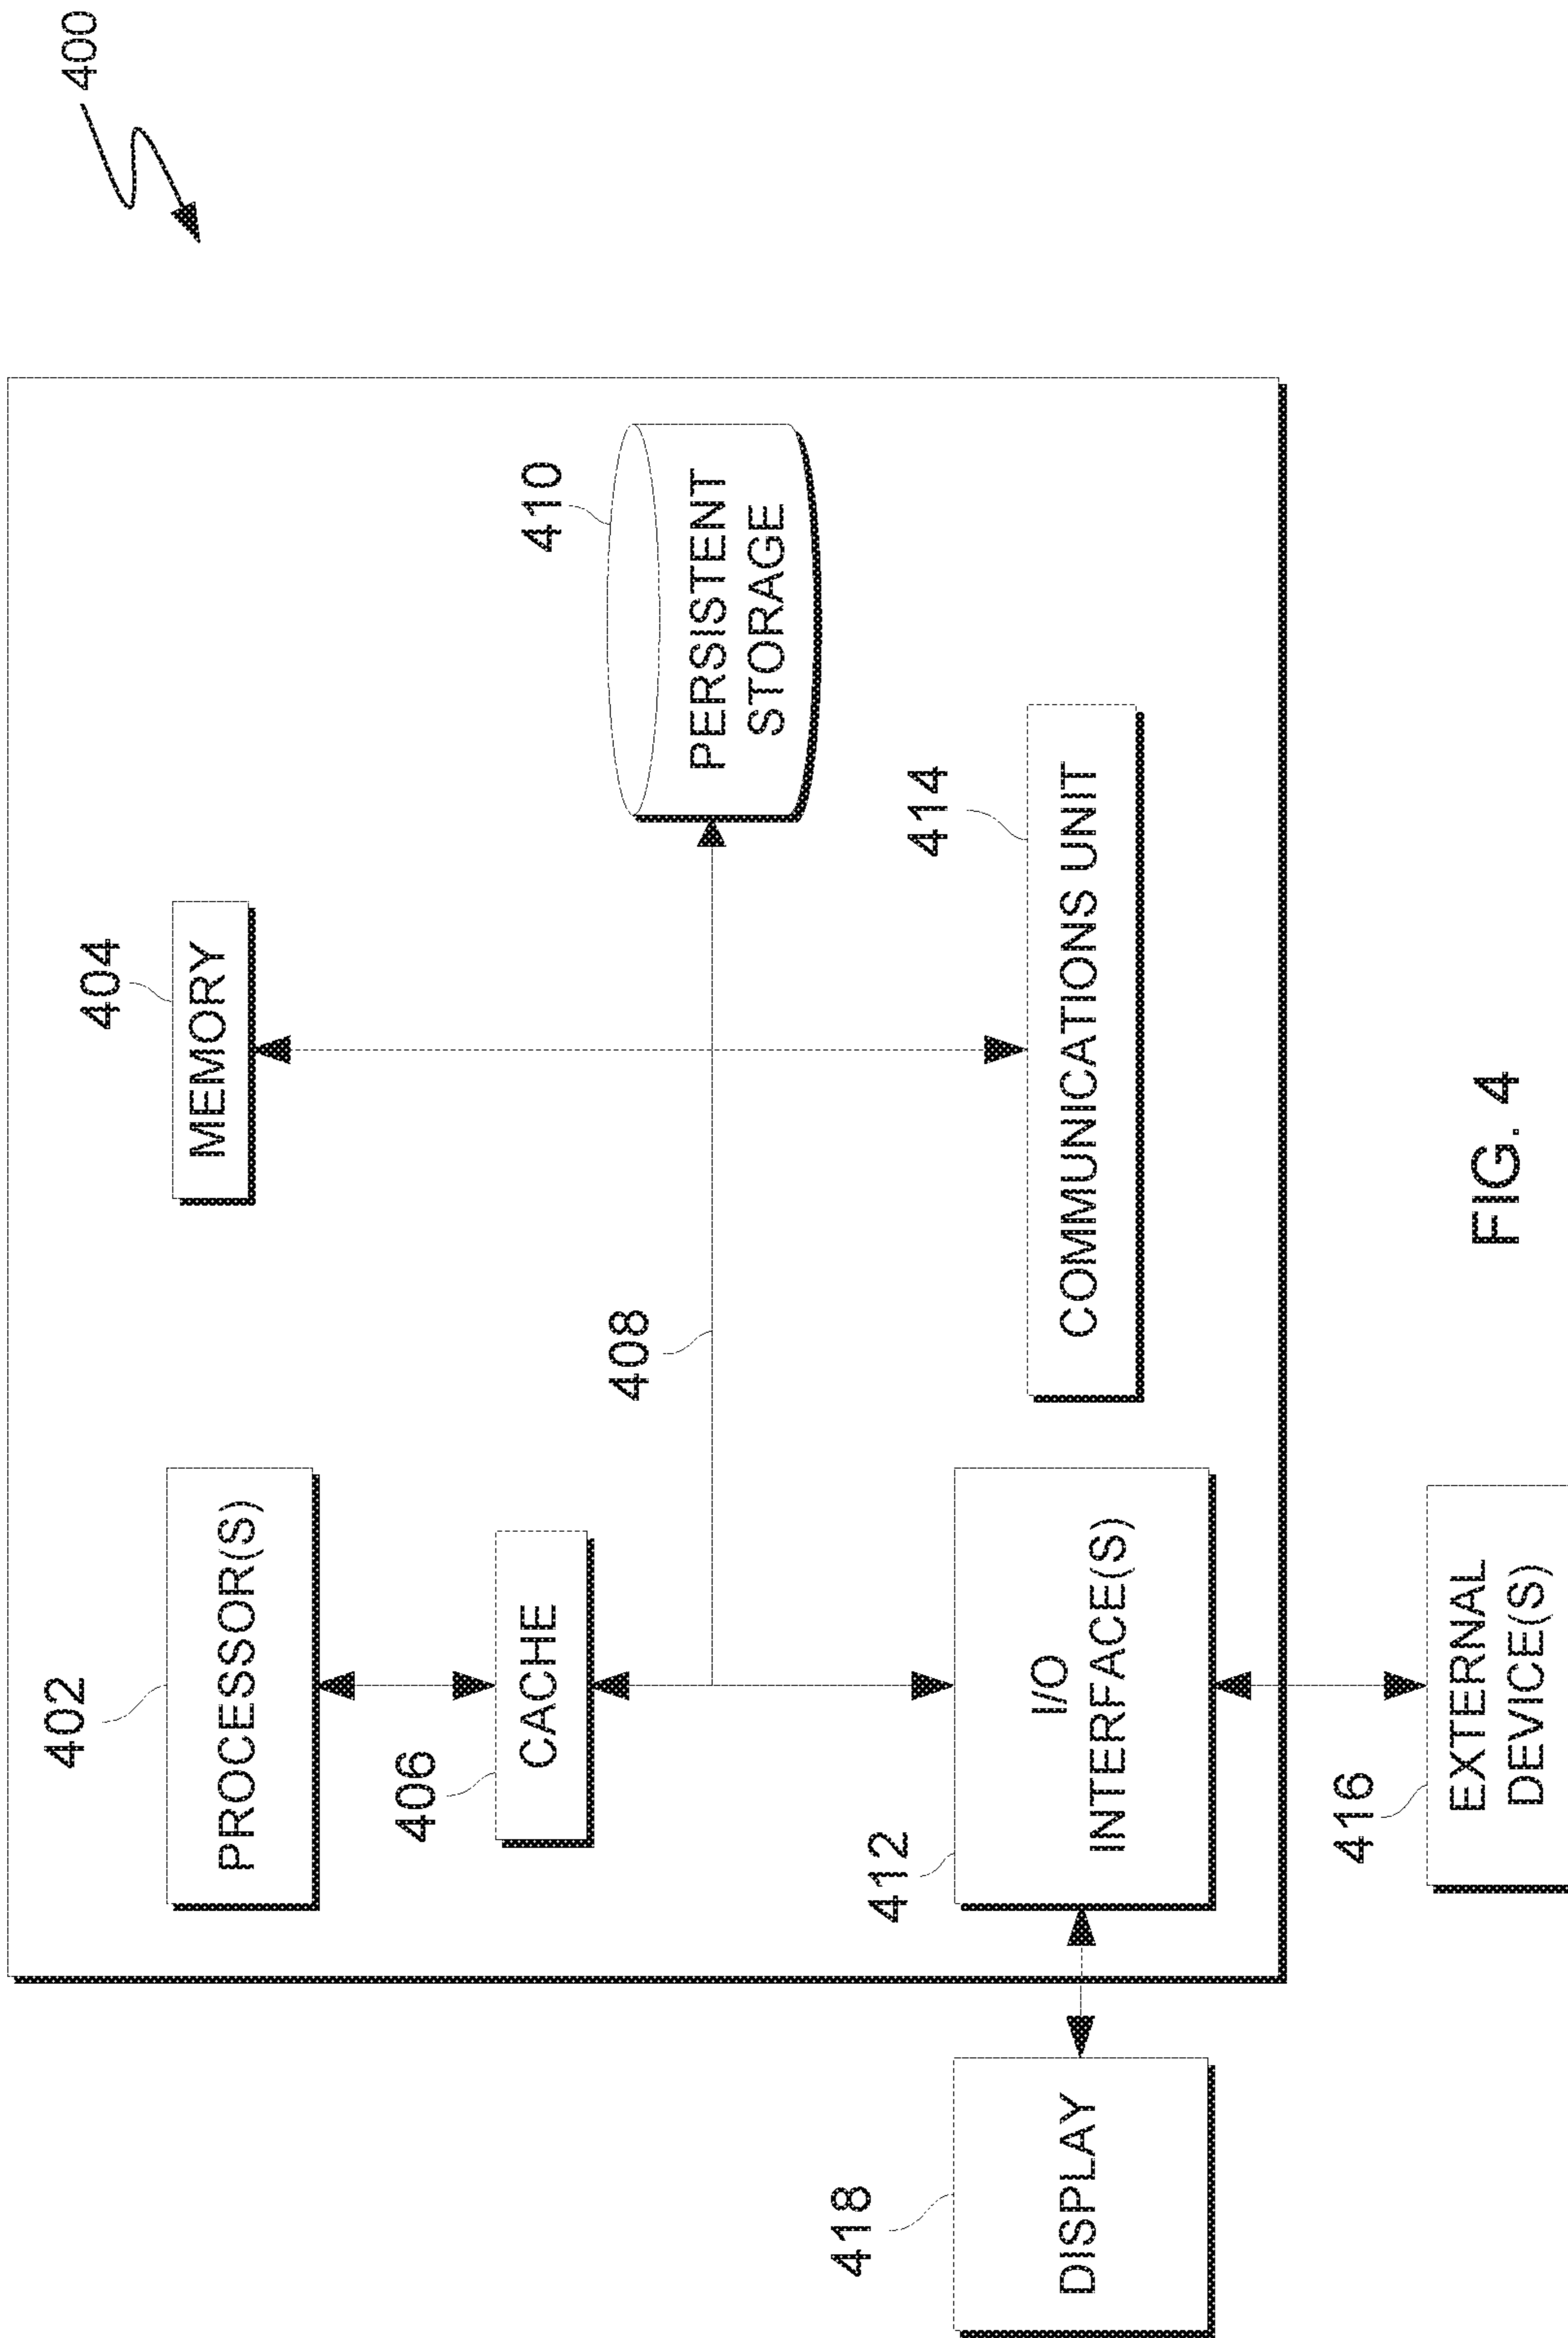 400
402
PROCESSOR(S)
404
MEMORY
406
CACHE
408
410
PERSISTENT
STORAGE
412
I/O
INTERFACE(S)
414
COMMUNICATIONS UNIT
418
DISPLAY
416
EXTERNAL
DEVICE(S)
FIG. 4